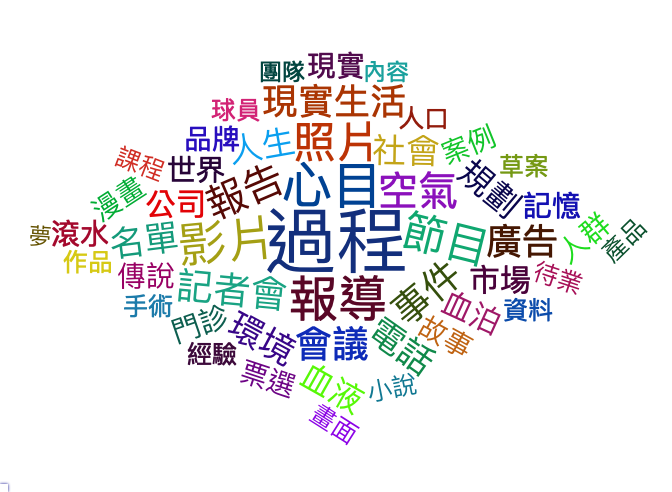 團隊
現實
內容
球員
現實生活
人口
品牌
人生
照片
社會
案例
課程
世界
報告
心目
空氣
規劃
草案
漫畫
公司
記憶
夢
滾水
名單
影片
過程
節目
廣告
人群
產品
作品
傳說
記者會
報導
事件
市場
待業
手術
門診
環境
會議
電話
血泊
故事
資料
經驗
票選
血液
小說
畫面